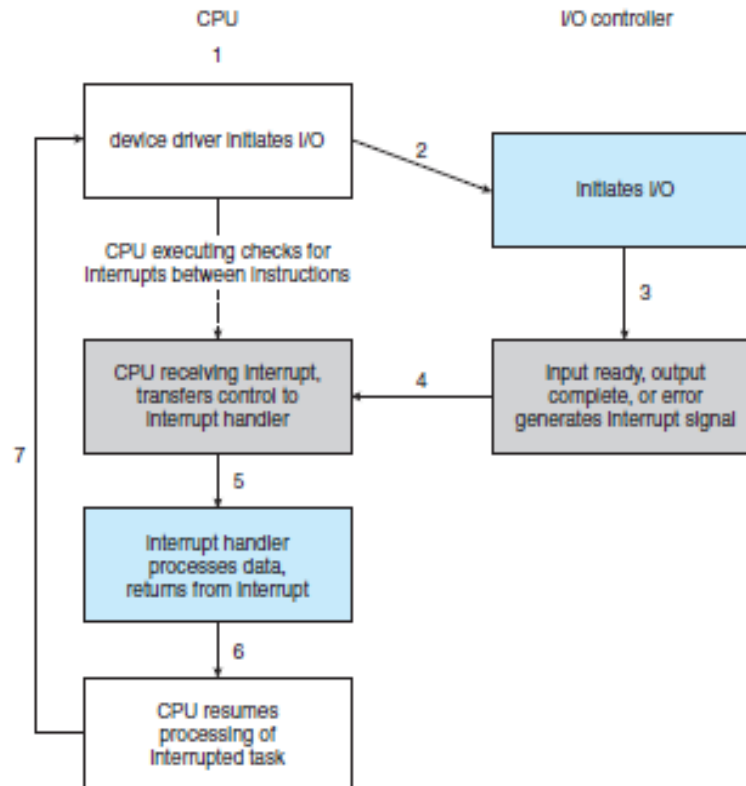 CPU
I/O controller
1
device driver initiates I/O
2
initiates I/O
CPU executing checks for
interrupts between instructions
3
CPU receiving interrupt,
transfers control to
interrupt handler
4
input ready, output
complete, or error
generates interrupt signal
7
5
interrupt handler
processes data,
returns from interrupt
6
CPU resumes
processing of
interrupted task